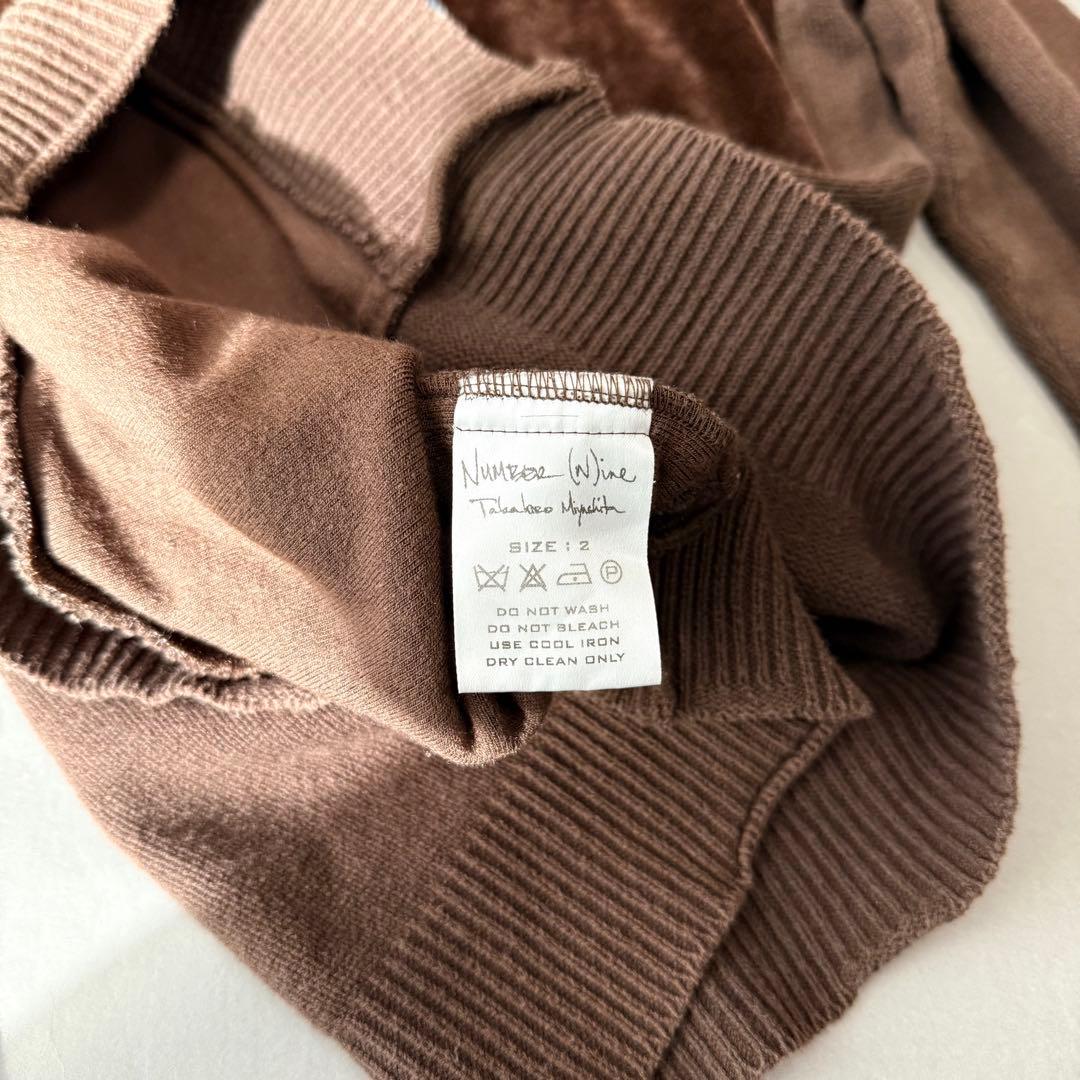 NUMBER (N)ine
Takahiro Miyashita
SIZE : 2
P
DO NOT WASH
DO NOT BLEACH
USE COOL IRON
DRY CLEAN ONLY